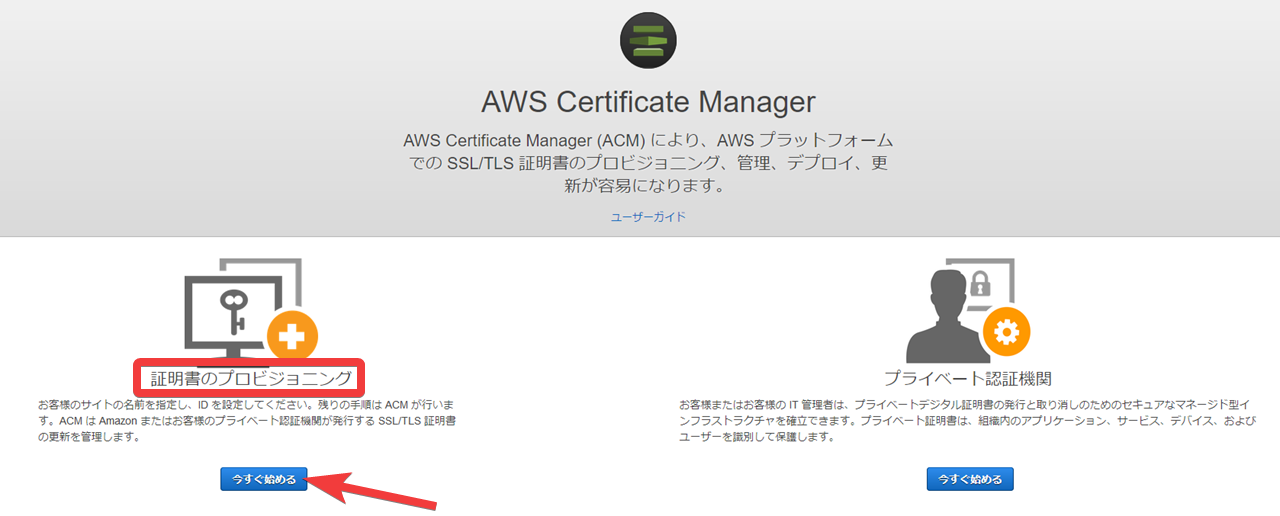 AWS Certificate Manager
AWS Certificate Manager (ACM) により、AWS プラットフォーム
での SSL/TLS 証明書のプロビジョニング、管理、デプロイ、更
新が容易になります。
ユーザーガイド
証明書のプロビジョニング
お客様のサイトの名前を指定し、ID を設定してください。残りの手順は ACM が行いま
す。ACM は Amazon またはお客様のプライベート認証機関が発行する SSL/TLS 証明書
の更新を管理します。
今すぐ始める
プライベート認証機関
お客様またはお客様の IT 管理者は、プライベートデジタル証明書の発行と取り消しのためのセキュアなマネージド型イ
ンフラストラクチャを確立できます。プライベート証明書は、組織内のアプリケーション、サービス、デバイス、および
ユーザーを識別して保護します。
今すぐ始める